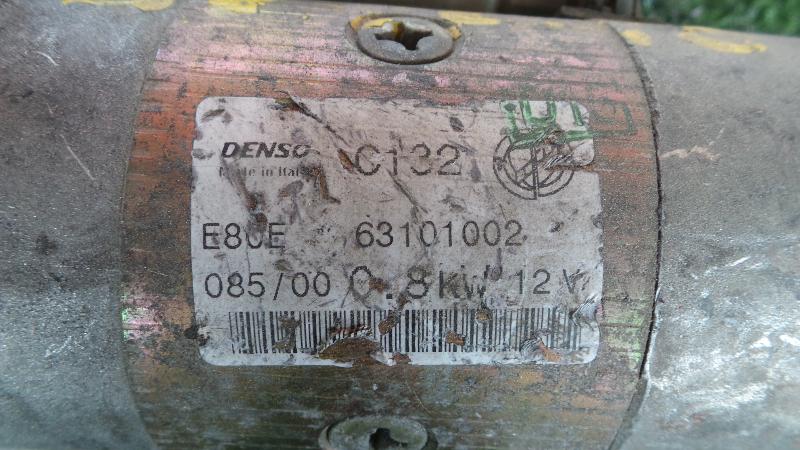 DENSO C132
Made in Italy
E80E 63101002
085/00 0.8kW 12V